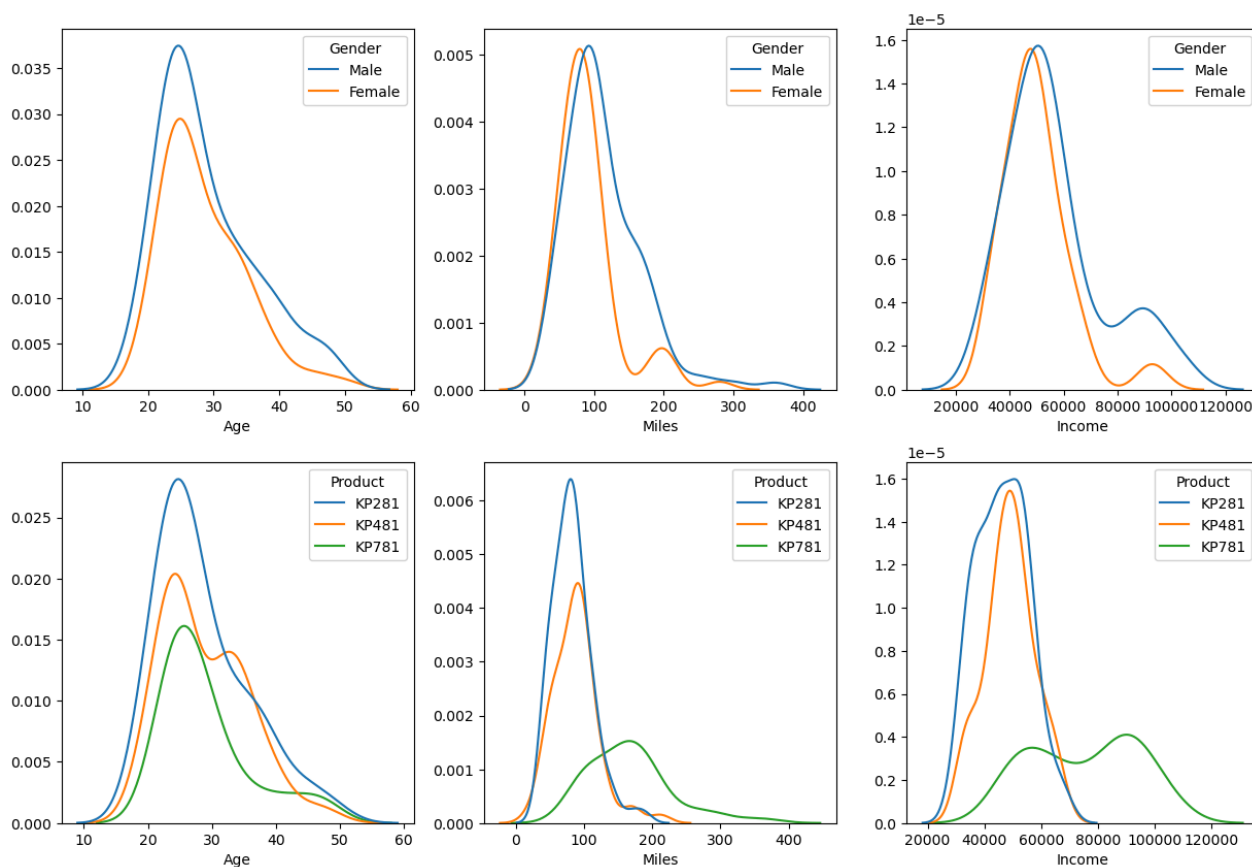 Gender
Male
Female
0.035
0.030
0.025
0.020
0.015
0.010
0.005
0.000
10 20 30 40 50 60
Age
Gender
Male
Female
0.005
0.004
0.003
0.002
0.001
0.000
0 100 200 300 400
Miles
1e−5
Gender
Male
Female
1.6
1.4
1.2
1.0
0.8
0.6
0.4
0.2
0.0
20000 40000 60000 80000 100000 120000
Income
Product
KP281
KP481
KP781
0.025
0.020
0.015
0.010
0.005
0.000
10 20 30 40 50 60
Age
Product
KP281
KP481
KP781
0.006
0.005
0.004
0.003
0.002
0.001
0.000
0 100 200 300 400
Miles
1e−5
Product
KP281
KP481
KP781
1.6
1.4
1.2
1.0
0.8
0.6
0.4
0.2
0.0
20000 40000 60000 80000 100000 120000
Income